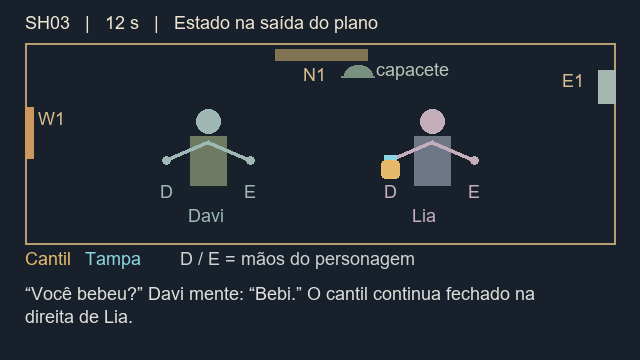 SH03 | 12 s | Estado na saída do plano
N1
capacete
E1
W1
D E D E
Davi Lia
Cantil Tampa D / E = mãos do personagem
“Você bebeu?” Davi mente: “Bebi.” O cantil continua fechado na
direita de Lia.